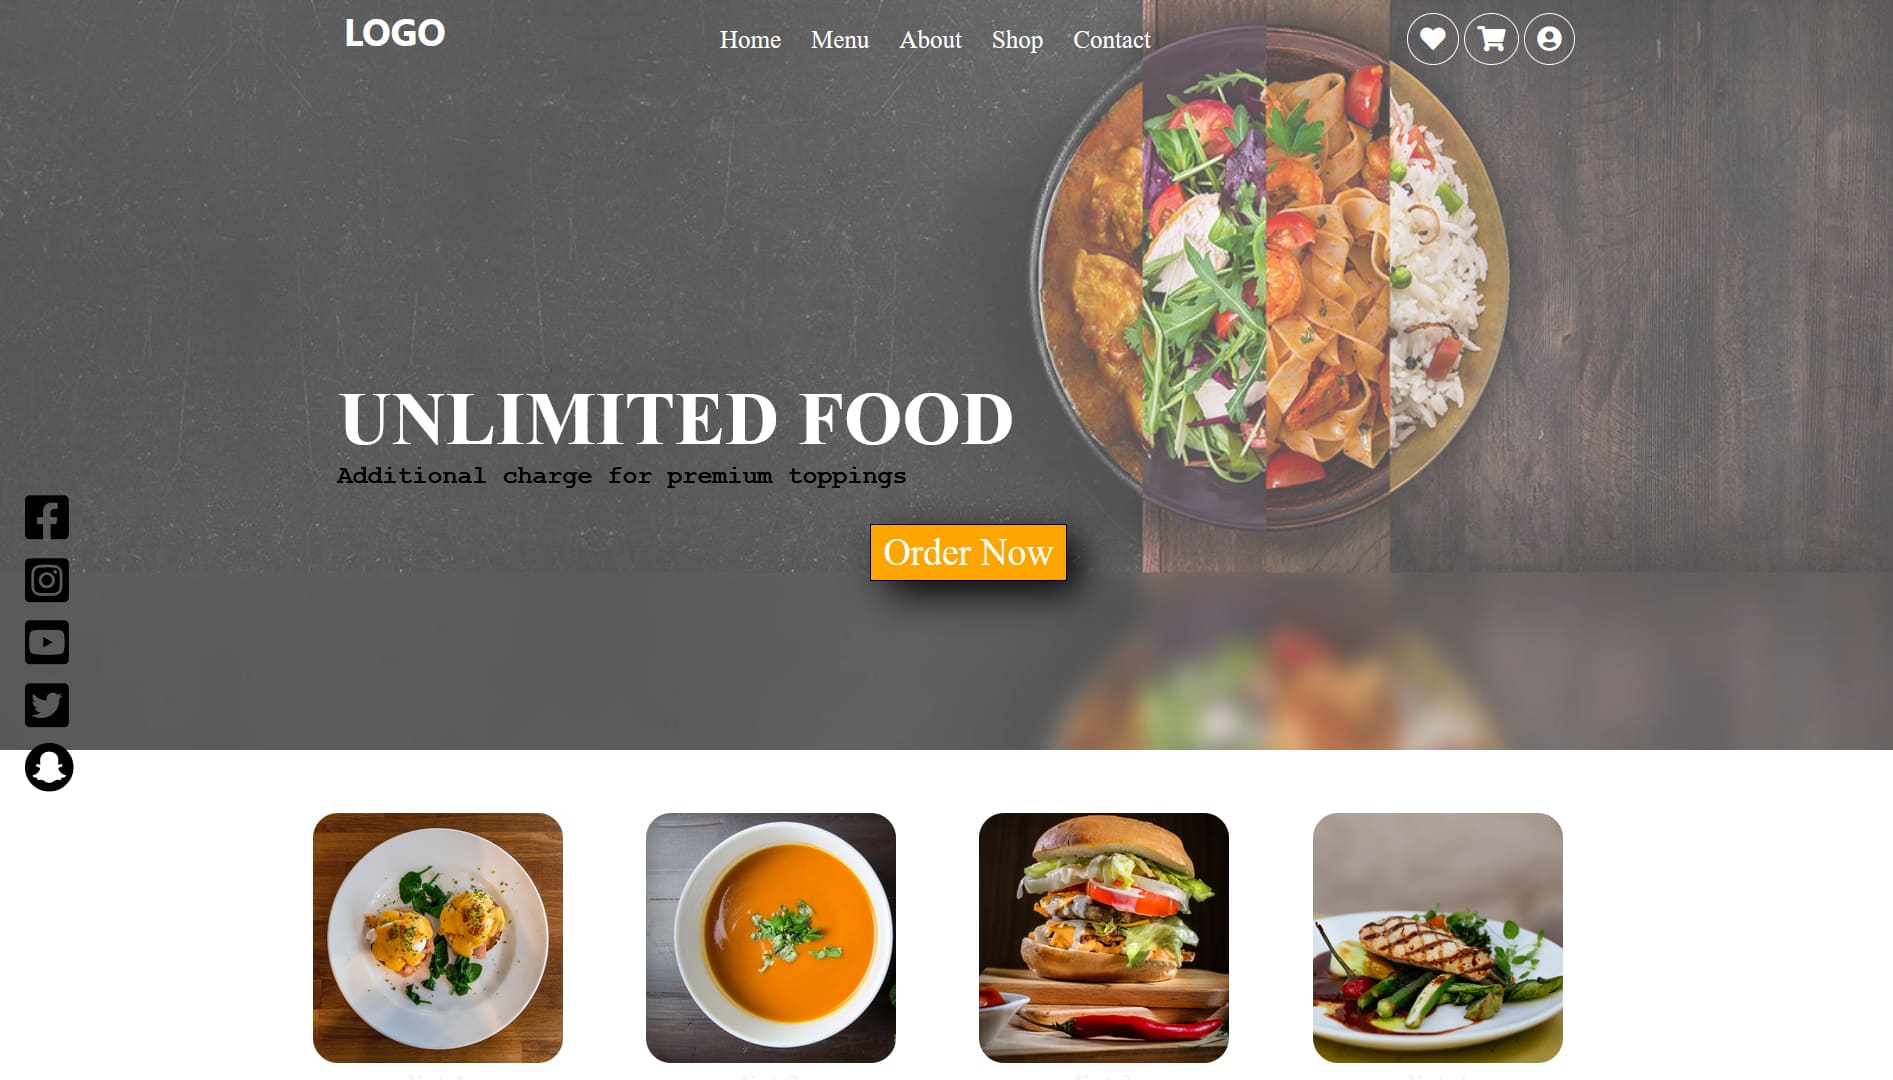 LOGO
Home Menu About Shop Contact
UNLIMITED FOOD
Additional charge for premium toppings
Order Now